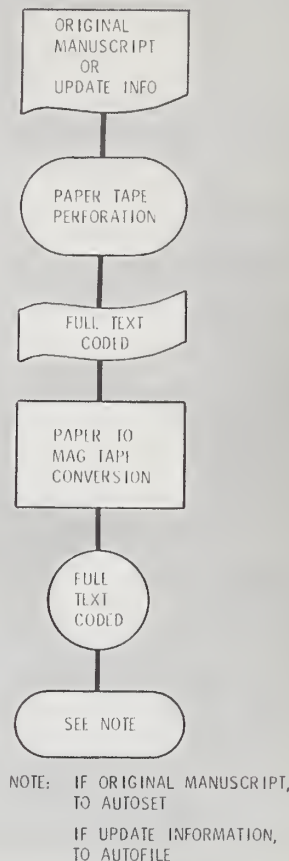 ORIGINAL
MANUSCRIPT
OR
UPDATE INFO
PAPER TAPE
PERFORATION
FULL TEXT
CODED
PAPER TO
MAG TAPE
CONVERSION
FULL
TEXT
CODED
SEE NOTE
NOTE: IF ORIGINAL MANUSCRIPT,
TO AUTOSET
IF UPDATE INFORMATION,
TO AUTOFILE